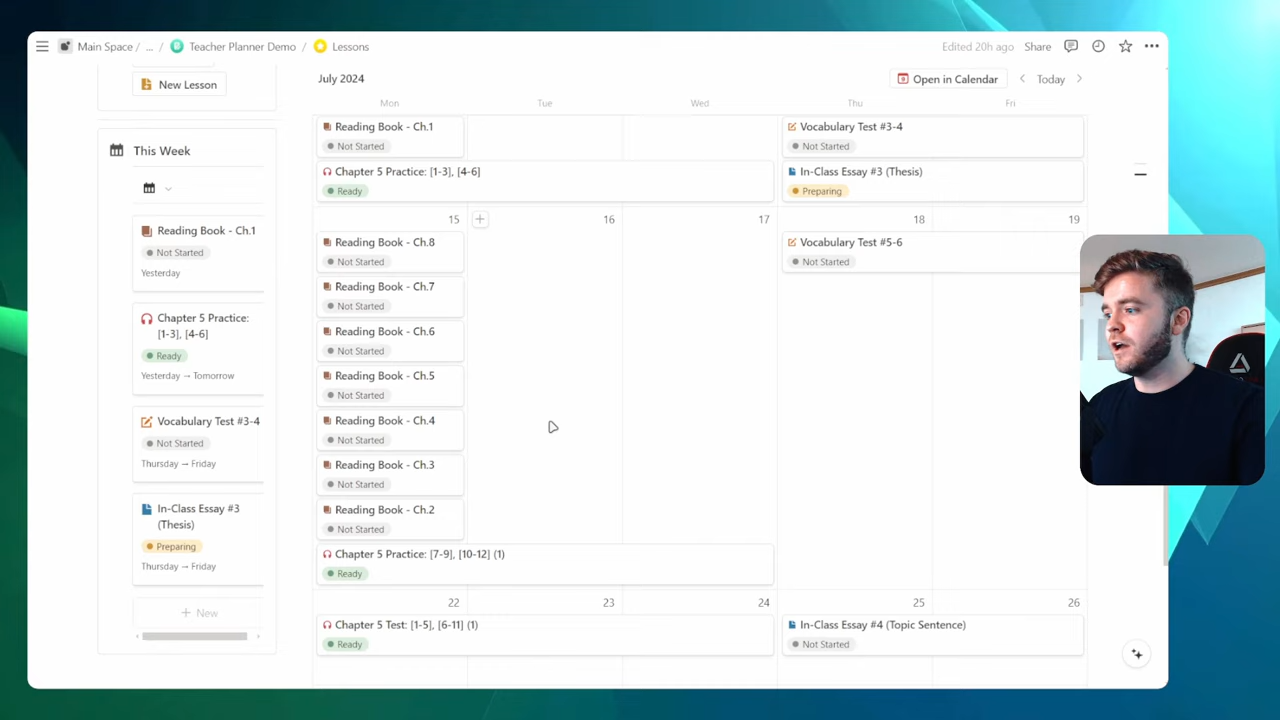 Main Space / ... / Teacher Planner Demo / Lessons
Edited 20h ago Share
New Lesson
This Week
Reading Book - Ch.1
Not Started
Yesterday
Chapter 5 Practice:
[1-3], [4-6]
Ready
Yesterday → Tomorrow
Vocabulary Test #3-4
Not Started
Thursday → Friday
In-Class Essay #3
(Thesis)
Preparing
Thursday → Friday
+ New
July 2024
Open in Calendar
Today
Mon Tue Wed Thu Fri
Reading Book - Ch.1
Not Started
Vocabulary Test #3-4
Not Started
Chapter 5 Practice: [1-3], [4-6]
Ready
In-Class Essay #3 (Thesis)
Preparing
15 16 17 18 19
Reading Book - Ch.8
Not Started
Vocabulary Test #5-6
Not Started
Reading Book - Ch.7
Not Started
Reading Book - Ch.6
Not Started
Reading Book - Ch.5
Not Started
Reading Book - Ch.4
Not Started
Reading Book - Ch.3
Not Started
Reading Book - Ch.2
Not Started
Chapter 5 Practice: [7-9], [10-12] (1)
Ready
22 23 24 25 26
Chapter 5 Test: [1-5], [6-11] (1)
Ready
In-Class Essay #4 (Topic Sentence)
Not Started